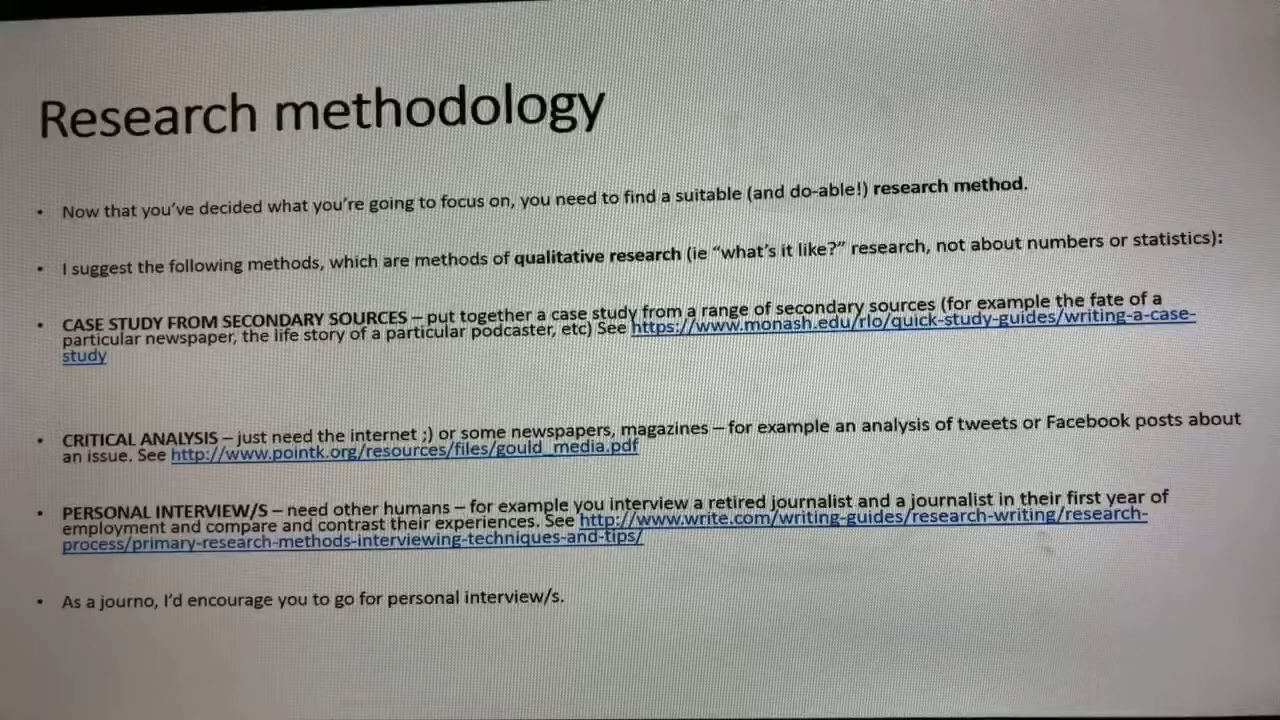 Research methodology
• Now that you've decided what you're going to focus on, you need to find a suitable (and do-able!) research method.
• I suggest the following methods, which are methods of qualitative research (ie "what's it like?" research, not about numbers or statistics):
• CASE STUDY FROM SECONDARY SOURCES – put together a case study from a range of secondary sources (for example the fate of a
particular newspaper, the life story of a particular podcaster, etc) See https://www.monash.edu/rlo/quick-study-guides/writing-a-case-
study
• CRITICAL ANALYSIS – just need the internet ;) or some newspapers, magazines – for example an analysis of tweets or Facebook posts about
an issue. See http://www.pointk.org/resources/files/gould_media.pdf
• PERSONAL INTERVIEW/S – need other humans – for example you interview a retired journalist and a journalist in their first year of
employment and compare and contrast their experiences. See http://www.write.com/writing-guides/research-writing/research-
process/primary-research-methods-interviewing-techniques-and-tips/
• As a journo, I'd encourage you to go for personal interview/s.